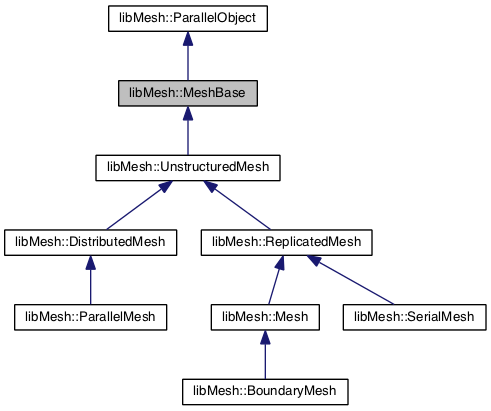 libMesh::ParallelObject
libMesh::MeshBase
libMesh::UnstructuredMesh
libMesh::DistributedMesh
libMesh::ReplicatedMesh
libMesh::ParallelMesh
libMesh::Mesh
libMesh::SerialMesh
libMesh::BoundaryMesh